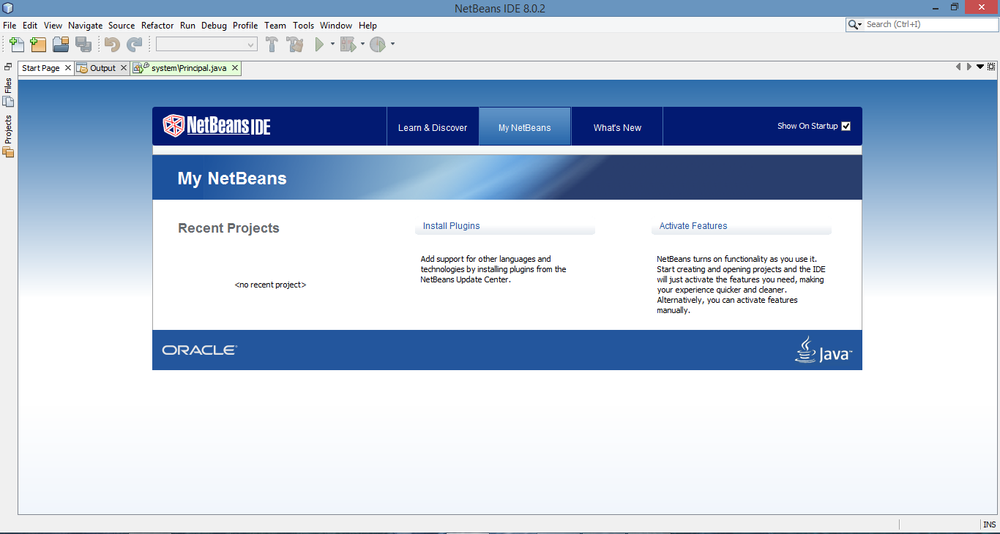 NetBeans IDE 8.0.2
File Edit View Navigate Source Refactor Run Debug Profile Team Tools Window Help
Search (Ctrl+I)
Start Page Output system\Principal.java
Files
Projects
NetBeans IDE
Learn & Discover
My NetBeans
What's New
Show On Startup
My NetBeans
Recent Projects
<no recent project>
Install Plugins
Add support for other languages and
technologies by installing plugins from the
NetBeans Update Center.
Activate Features
NetBeans turns on functionality as you use it.
Start creating and opening projects and the IDE
will just activate the features you need, making
your experience quicker and cleaner.
Alternatively, you can activate features
manually.
ORACLE
Java
INS